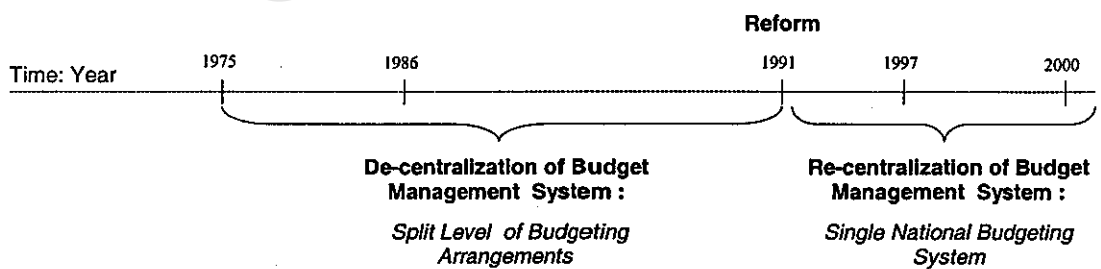 Reform
1975 1986 1991 1997 2000
Time: Year
De-centralization of Budget
Management System :
Split Level of Budgeting
Arrangements
Re-centralization of Budget
Management System :
Single National Budgeting
System